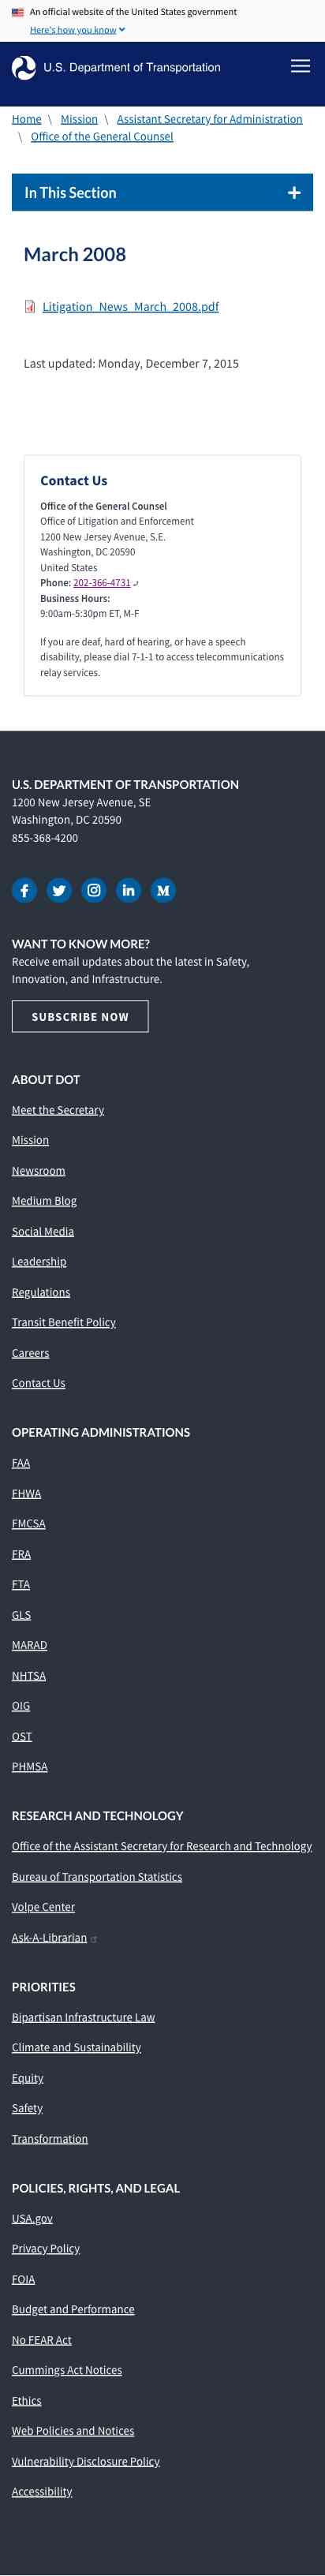 An official website of the United States government
Here's how you know
U.S. Department of Transportation
Home \ Mission \ Assistant Secretary for Administration
\ Office of the General Counsel
In This Section
March 2008
Litigation_News_March_2008.pdf
Last updated: Monday, December 7, 2015
Contact Us
Office of the General Counsel
Office of Litigation and Enforcement
1200 New Jersey Avenue, S.E.
Washington, DC 20590
United States
Phone: 202-366-4731
Business Hours:
9:00am-5:30pm ET, M-F
If you are deaf, hard of hearing, or have a speech
disability, please dial 7-1-1 to access telecommunications
relay services.
U.S. DEPARTMENT OF TRANSPORTATION
1200 New Jersey Avenue, SE
Washington, DC 20590
855-368-4200
WANT TO KNOW MORE?
Receive email updates about the latest in Safety,
Innovation, and Infrastructure.
SUBSCRIBE NOW
ABOUT DOT
Meet the Secretary
Mission
Newsroom
Medium Blog
Social Media
Leadership
Regulations
Transit Benefit Policy
Careers
Contact Us
OPERATING ADMINISTRATIONS
FAA
FHWA
FMCSA
FRA
FTA
GLS
MARAD
NHTSA
OIG
OST
PHMSA
RESEARCH AND TECHNOLOGY
Office of the Assistant Secretary for Research and Technology
Bureau of Transportation Statistics
Volpe Center
Ask-A-Librarian
PRIORITIES
Bipartisan Infrastructure Law
Climate and Sustainability
Equity
Safety
Transformation
POLICIES, RIGHTS, AND LEGAL
USA.gov
Privacy Policy
FOIA
Budget and Performance
No FEAR Act
Cummings Act Notices
Ethics
Web Policies and Notices
Vulnerability Disclosure Policy
Accessibility